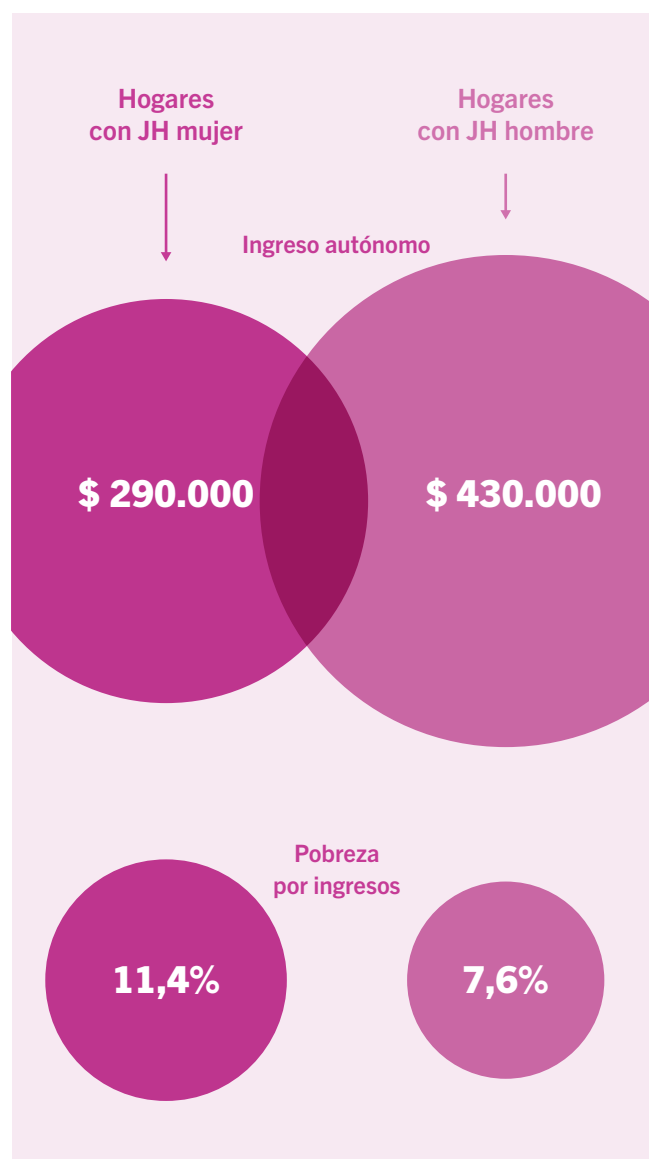 Hogares
con JH mujer
Hogares
con JH hombre
Ingreso autónomo
$ 290.000
$ 430.000
Pobreza
por ingresos
11,4%
7,6%